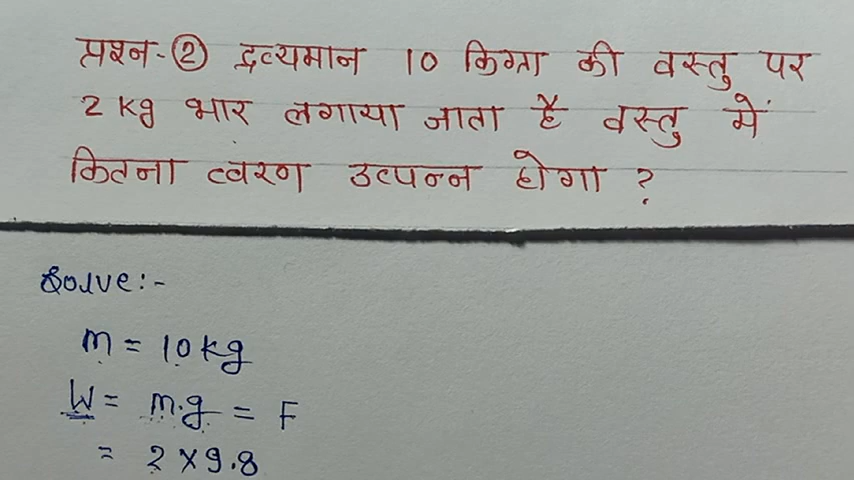 प्रश्न-② द्रव्यमान 10 किग्रा की वस्तु पर
2 kg भार लगाया जाता है वस्तु में
कितना त्वरण उत्पन्न होगा ?
Solve:-
m = 10 kg
W = m.g = F
= 2 × 9.8